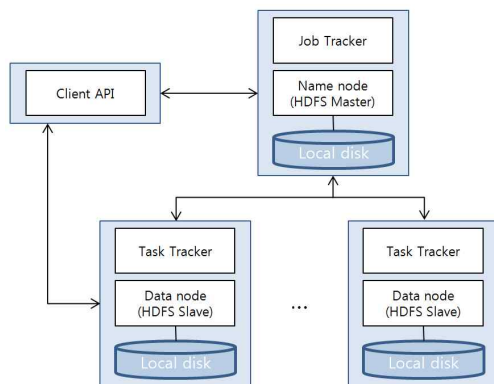 Job Tracker
Client API
Name node
(HDFS Master)
Local disk
Task Tracker
Data node
(HDFS Slave)
Local disk
...
Task Tracker
Data node
(HDFS Slave)
Local disk